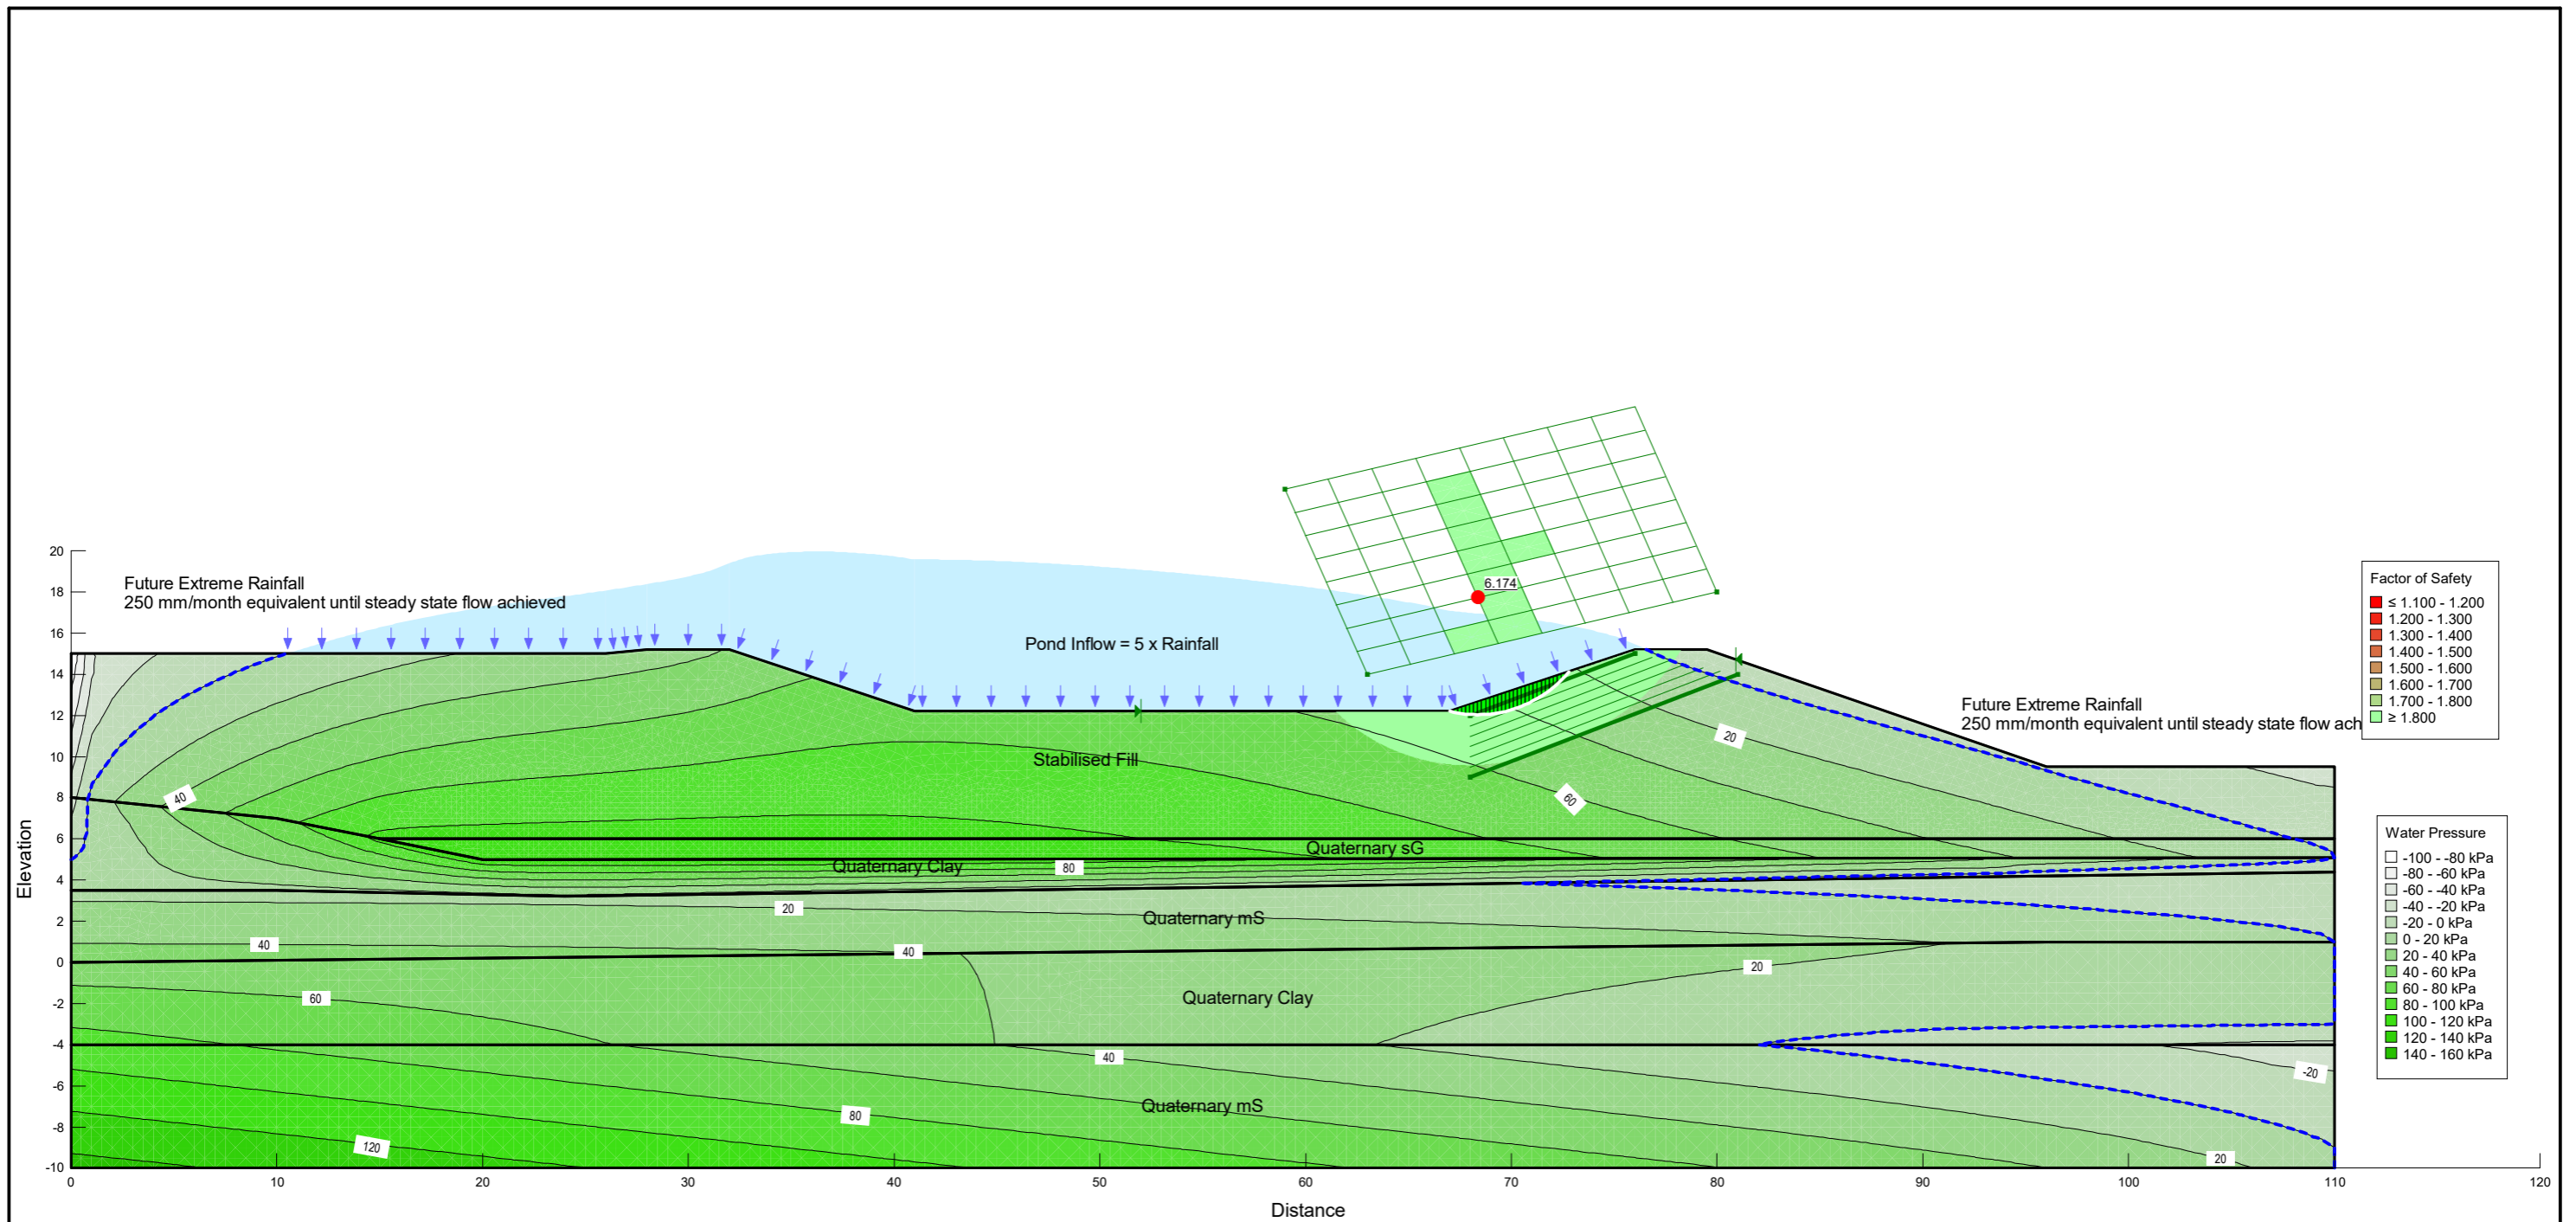 6.174
20
18
16
14
12
10
8
6
4
2
0
-2
-4
-6
-8
-10
Elevation
Future Extreme Rainfall
250 mm/month equivalent until steady state flow achieved
Pond Inflow = 5 x Rainfall
Future Extreme Rainfall
250 mm/month equivalent until steady state flow ach
Stabilised Fill
Quaternary sG
Quaternary Clay
Quaternary mS
Quaternary Clay
Quaternary mS
20
40
60
80
20
40
40
20
60
40
-20
80
120
20
0
10
20
30
40
50
60
70
80
90
100
110
120
Distance
Factor of Safety
≤ 1.100 - 1.200
1.200 - 1.300
1.300 - 1.400
1.400 - 1.500
1.500 - 1.600
1.600 - 1.700
1.700 - 1.800
≥ 1.800
Water Pressure
-100 - -80 kPa
-80 - -60 kPa
-60 - -40 kPa
-40 - -20 kPa
-20 - 0 kPa
0 - 20 kPa
20 - 40 kPa
40 - 60 kPa
60 - 80 kPa
80 - 100 kPa
100 - 120 kPa
120 - 140 kPa
140 - 160 kPa